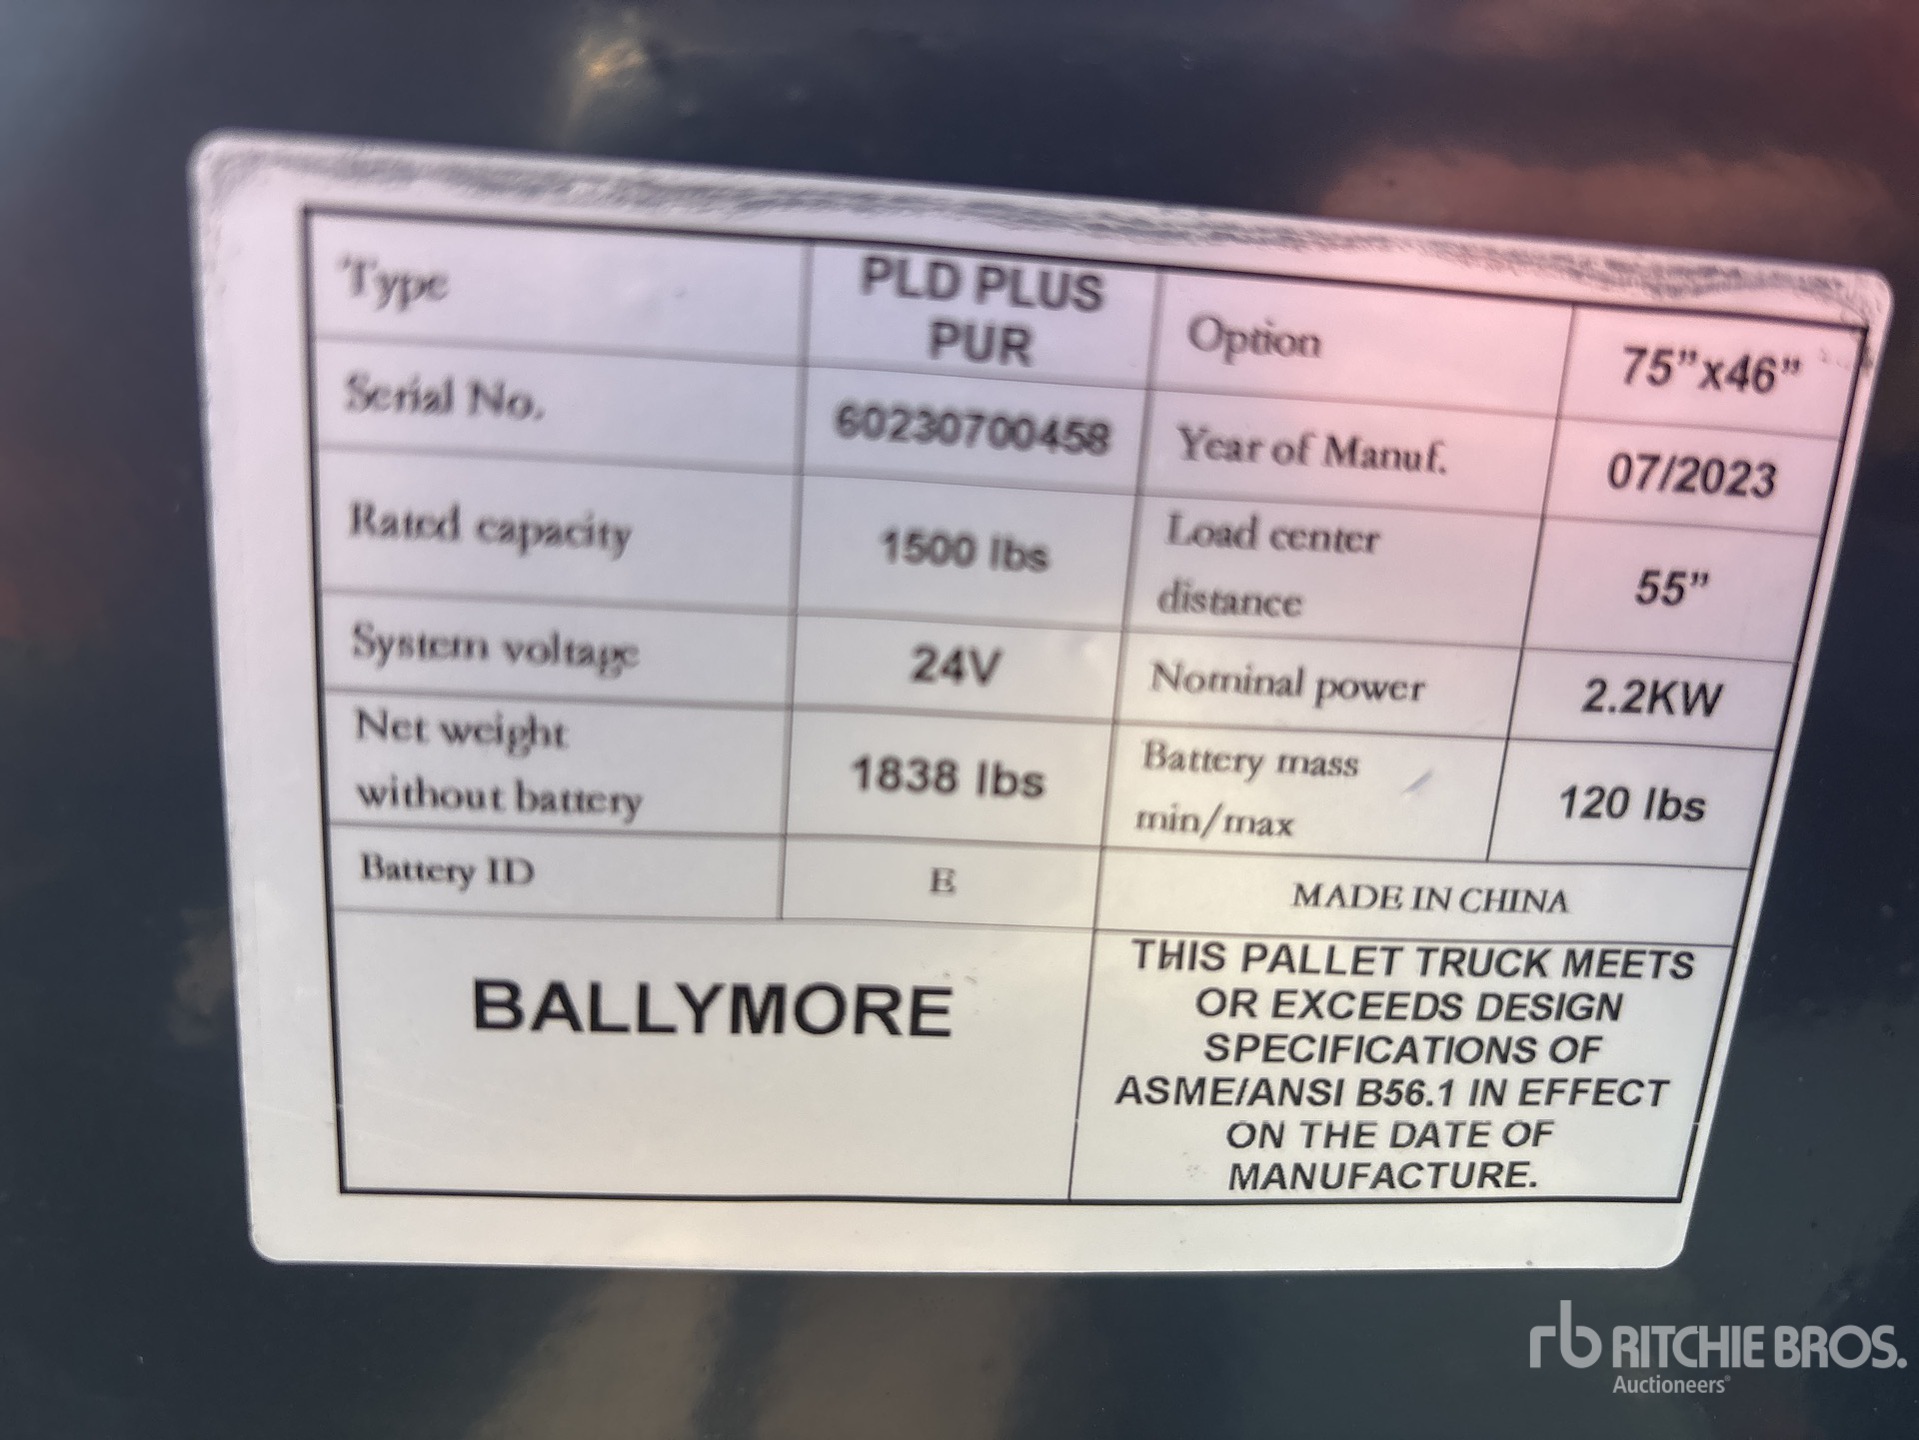 Type PLD PLUS PUR Option 75”x46”
Serial No. 60230700458 Year of Manuf. 07/2023
Rated capacity 1500 lbs Load center distance 55”
System voltage 24V Nominal power 2.2KW
Net weight without battery 1838 lbs Battery mass min/max 120 lbs
Battery ID E MADE IN CHINA
BALLYMORE
THIS PALLET TRUCK MEETS
OR EXCEEDS DESIGN
SPECIFICATIONS OF
ASME/ANSI B56.1 IN EFFECT
ON THE DATE OF
MANUFACTURE.
rb RITCHIE BROS.
Auctioneers®